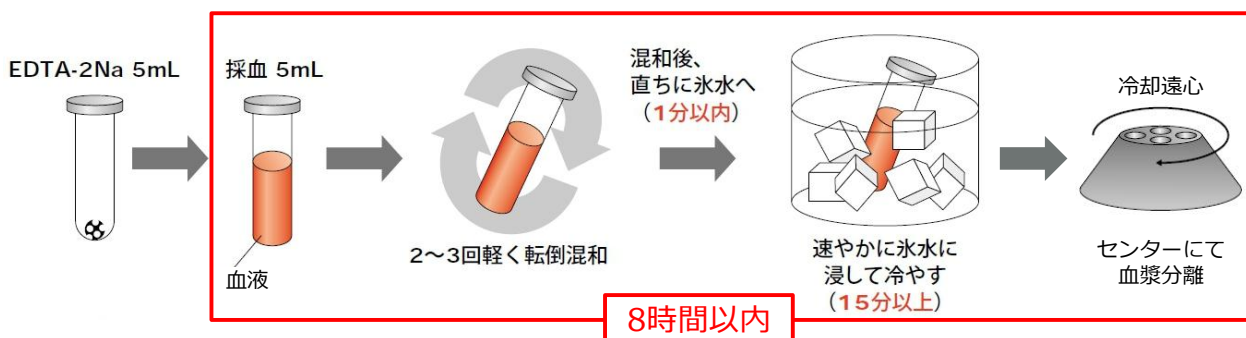 EDTA-2Na 5mL
採血 5mL
血液
2〜3回軽く転倒混和
混和後、
直ちに氷水へ
（1分以内）
速やかに氷水に
浸して冷やす
（15分以上）
冷却遠心
センターにて
血漿分離
8時間以内